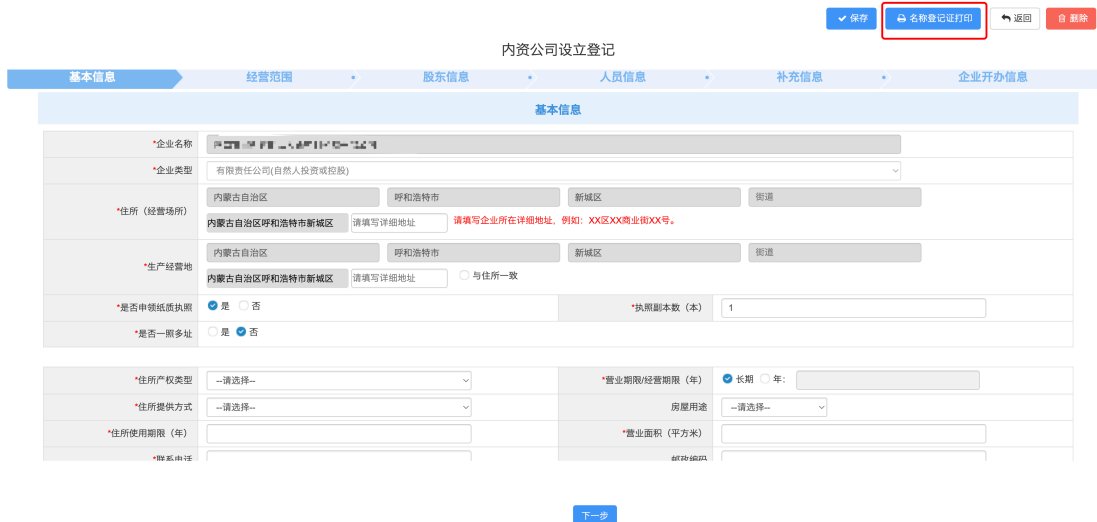 保存 名称登记证打印 返回 删除
内资公司设立登记
基本信息 经营范围 股东信息 人员信息 补充信息 企业开办信息
基本信息
*企业名称
*企业类型 有限责任公司(自然人投资或控股)
*住所（经营场所） 内蒙古自治区 呼和浩特市 新城区 街道
内蒙古自治区呼和浩特市新城区 请填写详细地址 请填写企业所在详细地址，例如：XX区XX商业街XX号。
*生产经营地 内蒙古自治区 呼和浩特市 新城区 街道
内蒙古自治区呼和浩特市新城区 请填写详细地址 与住所一致
*是否申领纸质执照 是 否 *执照副本数（本） 1
*是否一照多址 是 否
*住所产权类型 --请选择-- *营业期限/经营期限（年） 长期 年:
*住所提供方式 --请选择-- 房屋用途 --请选择--
*住所使用期限（年） *营业面积（平方米）
*联系电话 邮政编码
下一步